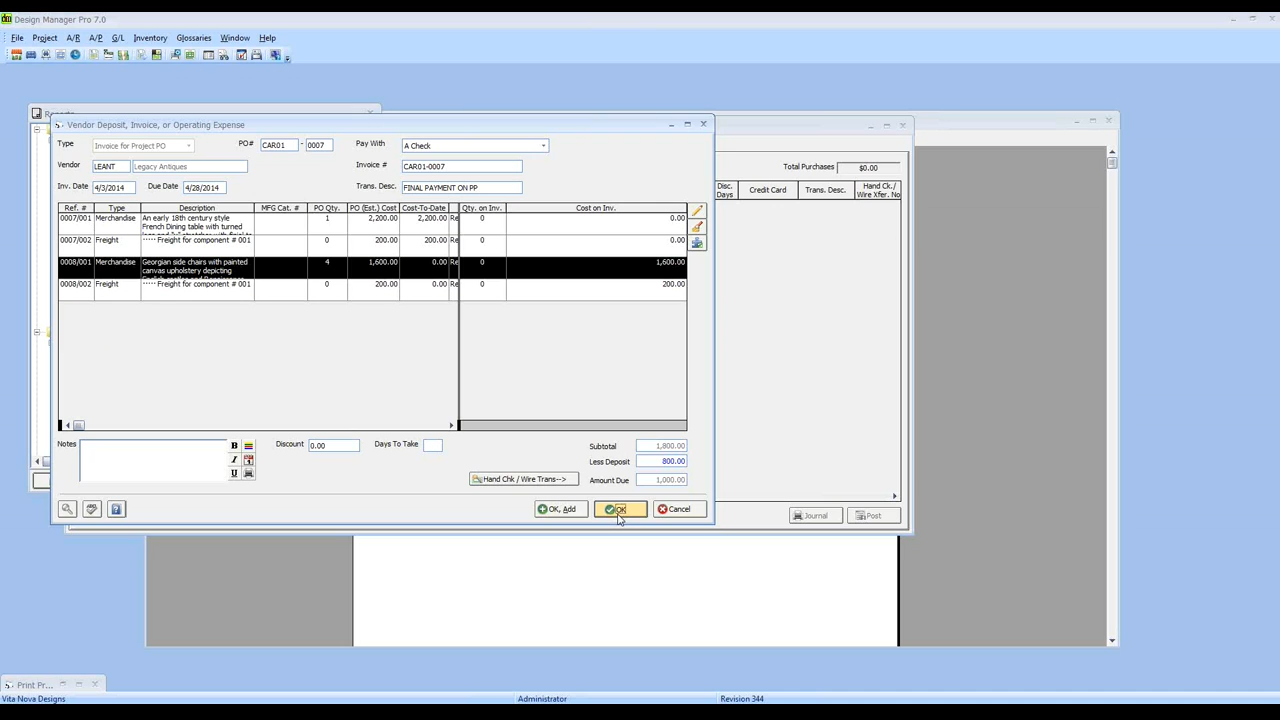 Design Manager Pro 7.0
File Project A/R A/P G/L Inventory Glossaries Window Help
Reports
Vendor Deposit, Invoice, or Operating Expense
Type Invoice for Project PO PO# CAR01 - 0007 Pay With A Check
Vendor LEANT Legacy Antiques Invoice # CAR01-0007
Inv. Date 4/3/2014 Due Date 4/28/2014 Trans. Desc. FINAL PAYMENT ON PP
Total Purchases $0.00
Ref. # Type Description MFG Cat. # PO Qty. PO (Est.) Cost Cost-To-Date Re Qty. on Inv. Cost on Inv.
Disc. Days Credit Card Trans. Desc. Hand Ck./ Wire Xfer. No
0007/001 Merchandise An early 18th century style 1 2,200.00 2,200.00 Re 0 0.00
French Dining table with turned
0007/002 Freight ····· Freight for component # 001 0 200.00 200.00 Re 0 0.00
0008/001 Merchandise Georgian side chairs with painted 4 1,600.00 0.00 Re 0 1,600.00
canvas upholstery depicting
0008/002 Freight ····· Freight for component # 001 0 200.00 0.00 Re 0 200.00
Notes B Discount 0.00 Days To Take Subtotal 1,800.00
I Less Deposit 800.00
U Hand Chk / Wire Trans--> Amount Due 1,000.00
OK, Add OK Cancel
Journal Post
Print Pr...
Vita Nova Designs Administrator Revision 344